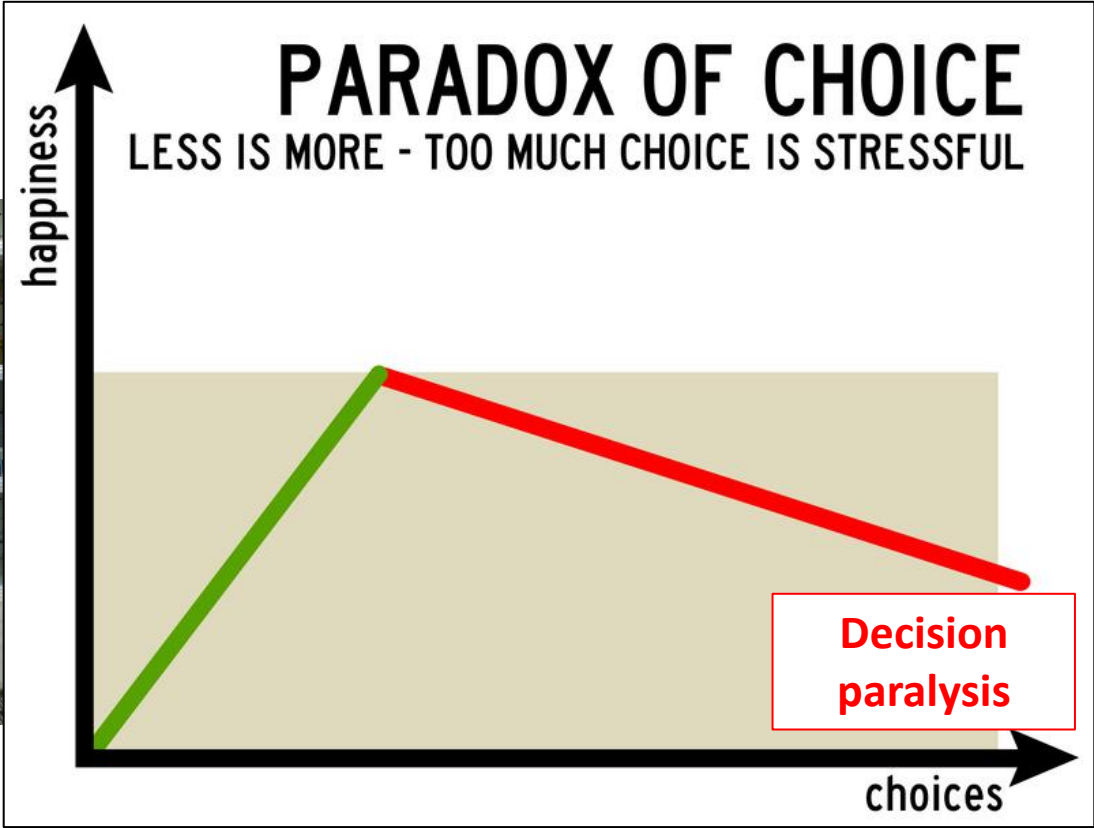 PARADOX OF CHOICE
LESS IS MORE - TOO MUCH CHOICE IS STRESSFUL
happiness
Decision
paralysis
choices